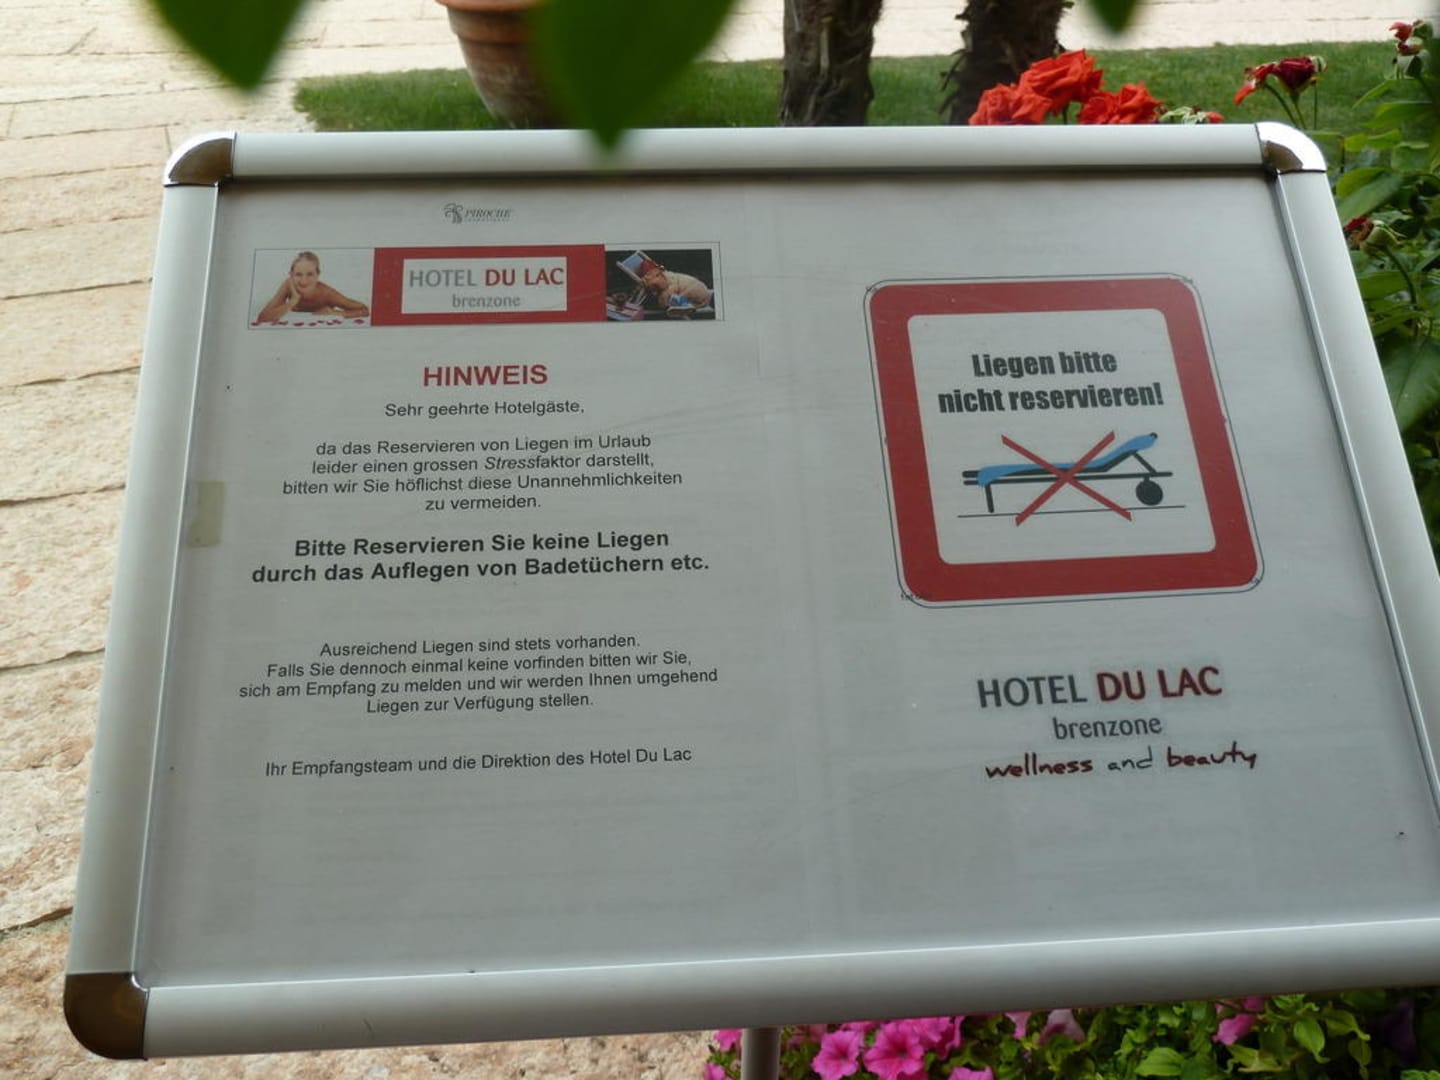 PIROCHE
HOTEL DU LAC
brenzone
HINWEIS
Sehr geehrte Hotelgäste,
da das Reservieren von Liegen im Urlaub
leider einen grossen Stressfaktor darstellt,
bitten wir Sie höflichst diese Unannehmlichkeiten
zu vermeiden.
Bitte Reservieren Sie keine Liegen
durch das Auflegen von Badetüchern etc.
Ausreichend Liegen sind stets vorhanden.
Falls Sie dennoch einmal keine vorfinden bitten wir Sie,
sich am Empfang zu melden und wir werden Ihnen umgehend
Liegen zur Verfügung stellen.
Ihr Empfangsteam und die Direktion des Hotel Du Lac
Liegen bitte
nicht reservieren!
HOTEL DU LAC
brenzone
wellness and beauty